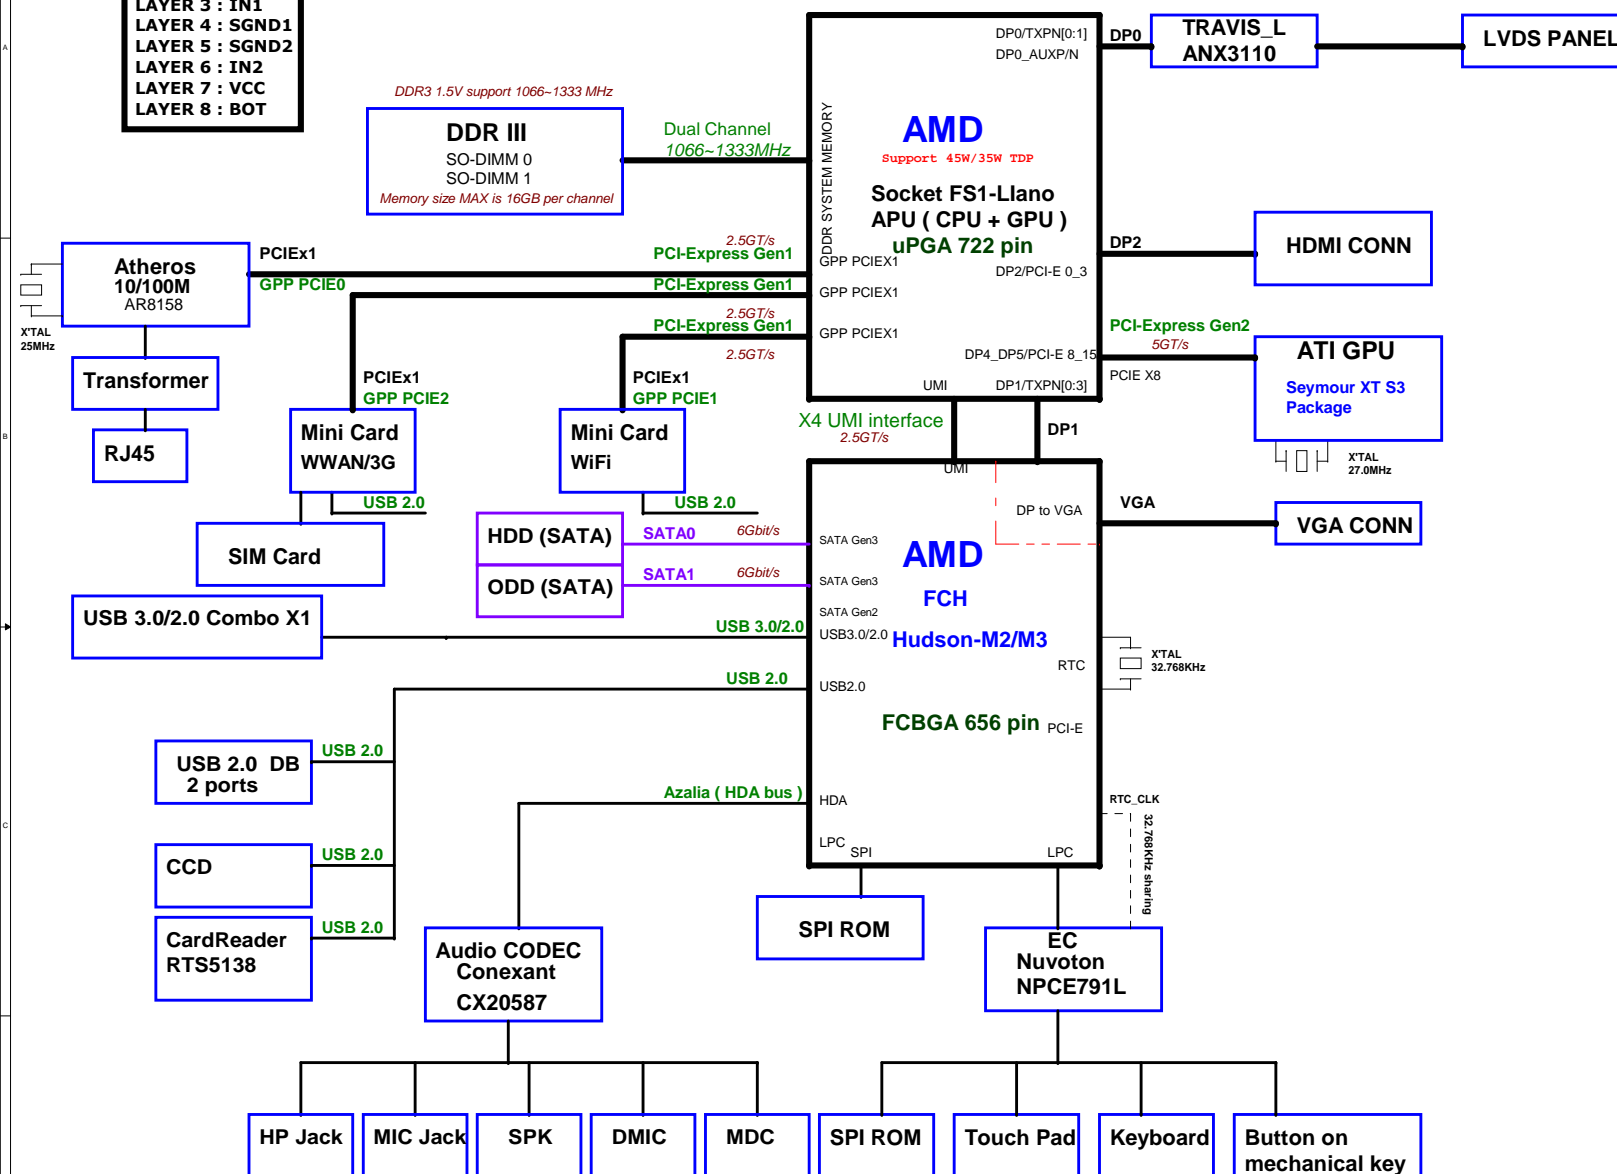 LAYER 3 : IN1
LAYER 4 : SGND1
LAYER 5 : SGND2
LAYER 6 : IN2
LAYER 7 : VCC
LAYER 8 : BOT
A
B
C
DDR3 1.5V support 1066~1333 MHz
DDR III
SO-DIMM 0
SO-DIMM 1
Memory size MAX is 16GB per channel
Dual Channel
1066~1333MHz
DDR SYSTEM MEMORY
DP0/TXPN[0:1]
DP0_AUXP/N
AMD
Support 45W/35W TDP
Socket FS1-Llano
APU ( CPU + GPU )
uPGA 722 pin
GPP PCIEX1
GPP PCIEX1
GPP PCIEX1
DP2/PCI-E 0_3
DP4_DP5/PCI-E 8_15
UMI
DP1/TXPN[0:3]
DP0
TRAVIS_L
ANX3110
LVDS PANEL
DP2
HDMI CONN
PCI-Express Gen2
5GT/s
PCIE X8
ATI GPU
Seymour XT S3
Package
X'TAL
27.0MHz
Atheros
10/100M
AR8158
X'TAL
25MHz
PCIEx1
GPP PCIE0
2.5GT/s
PCI-Express Gen1
PCI-Express Gen1
2.5GT/s
PCI-Express Gen1
2.5GT/s
Transformer
RJ45
PCIEx1
GPP PCIE2
Mini Card
WWAN/3G
USB 2.0
SIM Card
PCIEx1
GPP PCIE1
Mini Card
WiFi
USB 2.0
X4 UMI interface
2.5GT/s
DP1
UMI
DP to VGA
VGA
VGA CONN
HDD (SATA)
SATA0
6Gbit/s
ODD (SATA)
SATA1
6Gbit/s
SATA Gen3
SATA Gen3
SATA Gen2
USB3.0/2.0
USB2.0
AMD
FCH
Hudson-M2/M3
FCBGA 656 pin
RTC
PCI-E
X'TAL
32.768KHz
USB 3.0/2.0 Combo X1
USB 3.0/2.0
USB 2.0
USB 2.0 DB
2 ports
USB 2.0
CCD
USB 2.0
CardReader
RTS5138
USB 2.0
Azalia ( HDA bus )
HDA
LPC
SPI
LPC
RTC_CLK
32.768KHz sharing
SPI ROM
Audio CODEC
Conexant
CX20587
EC
Nuvoton
NPCE791L
HP Jack
MIC Jack
SPK
DMIC
MDC
SPI ROM
Touch Pad
Keyboard
Button on
mechanical key